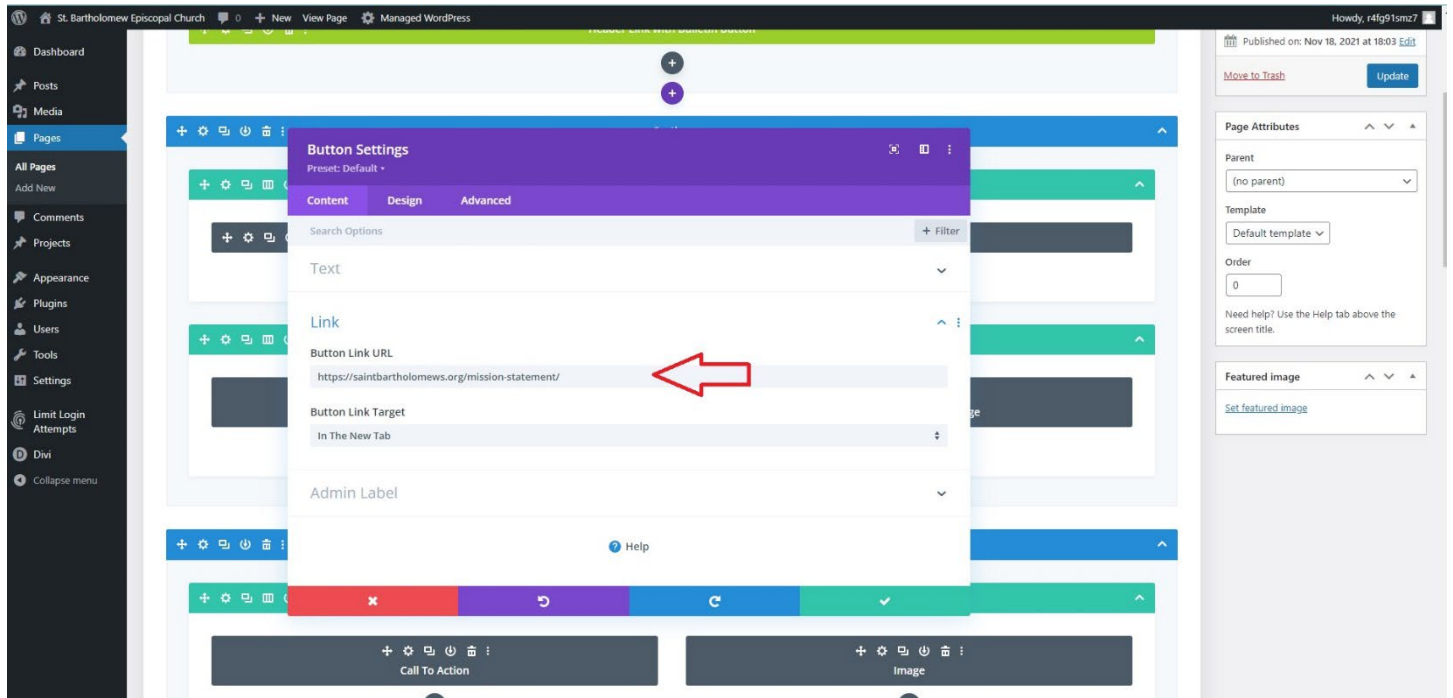 St. Bartholomew Episcopal Church 0 + New View Page Managed WordPress Howdy, r4fg91smz7
Dashboard
Posts
Media
Pages
All Pages
Add New
Comments
Projects
Appearance
Plugins
Users
Tools
Settings
Limit Login
Attempts
Divi
Collapse menu
Header Link with Bulletin Button
Button Settings
Preset: Default
Content Design Advanced
Search Options + Filter
Text
Link
Button Link URL
https://saintbartholomews.org/mission-statement/
Button Link Target
In The New Tab
Admin Label
Help
Call To Action
Image
Published on: Nov 18, 2021 at 18:03 Edit
Move to Trash Update
Page Attributes
Parent
(no parent)
Template
Default template
Order
0
Need help? Use the Help tab above the
screen title.
Featured image
Set featured image